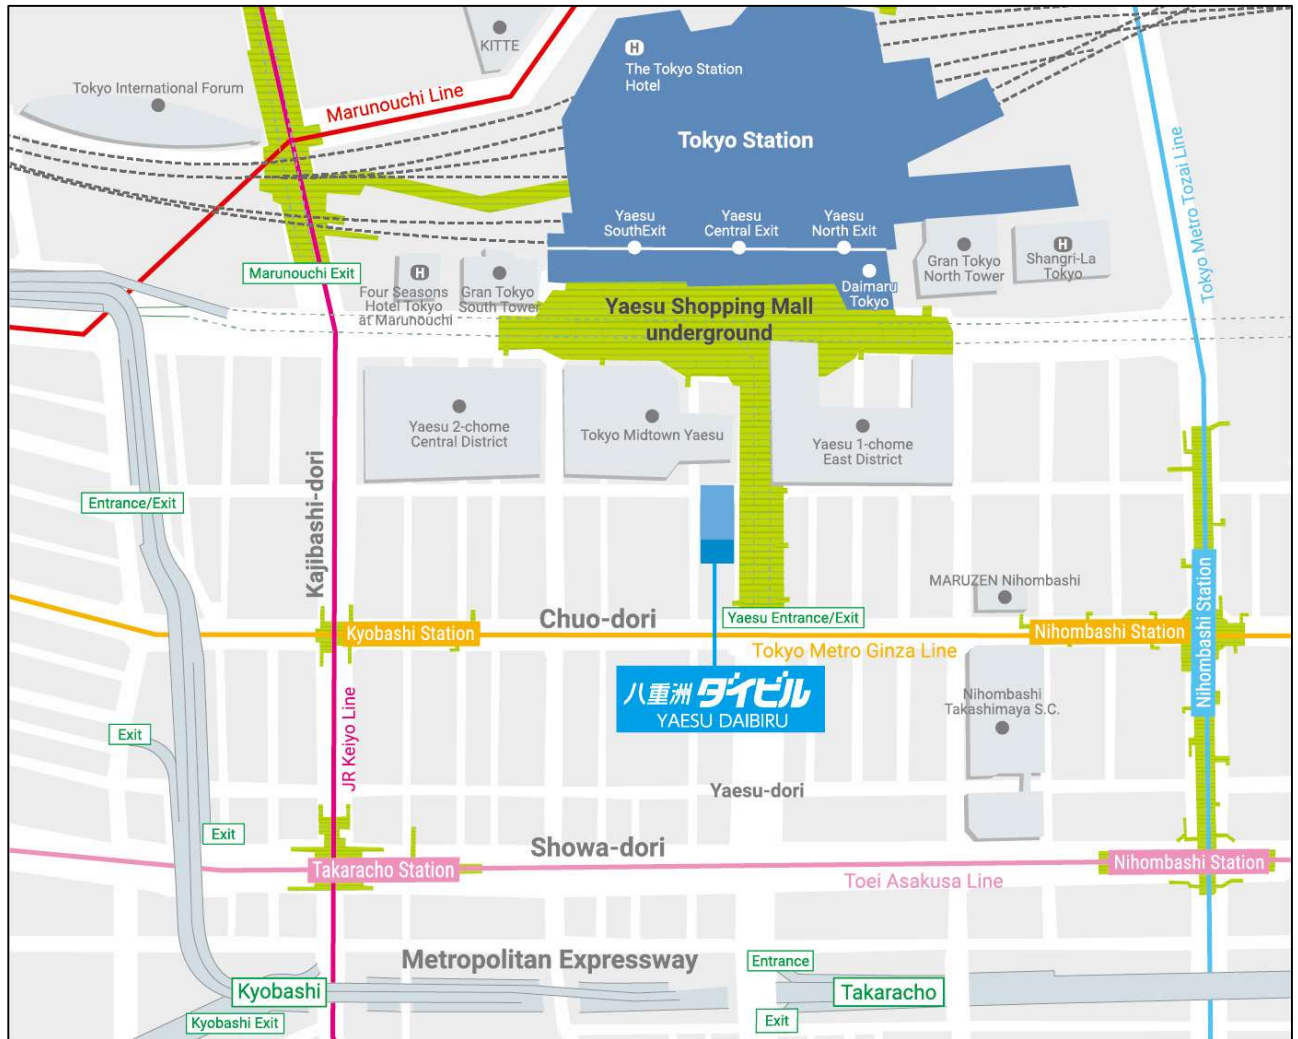 KITTE
The Tokyo Station
Hotel
Tokyo International Forum
Marunouchi Line
Tokyo Station
Tokyo Metro Tozai Line
Yaesu
SouthExit
Yaesu
Central Exit
Yaesu
North Exit
Marunouchi Exit
Four Seasons
Hotel Tokyo
at Marunouchi
Gran Tokyo
South Tower
Daimaru
Tokyo
Gran Tokyo
North Tower
Shangri-La
Tokyo
Yaesu Shopping Mall
underground
Yaesu 2-chome
Central District
Tokyo Midtown Yaesu
Yaesu 1-chome
East District
Entrance/Exit
Kajibashi-dori
MARUZEN Nihombashi
Chuo-dori
Yaesu Entrance/Exit
Kyobashi Station
Nihombashi Station
Nihombashi Station
Tokyo Metro Ginza Line
八重洲 ダイビル
YAESU DAIBIRU
Nihombashi
Takashimaya S.C.
Exit
JR Keiyo Line
Yaesu-dori
Exit
Showa-dori
Takaracho Station
Nihombashi Station
Toei Asakusa Line
Metropolitan Expressway
Entrance
Kyobashi
Takaracho
Kyobashi Exit
Exit
H
H
H